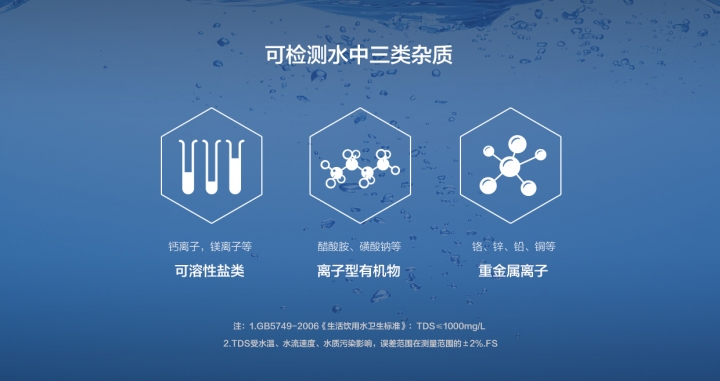 可检测水中三类杂质
钙离子，镁离子等
醋酸胺、磺酸钠等
铬、锌、铅、铜等
可溶性盐类
离子型有机物
重金属离子
注：1.GB5749-2006《生活饮用水卫生标准》：TDS≤1000mg/L
2.TDS受水温、水流速度、水质污染影响，误差范围在测量范围的±2%.FS